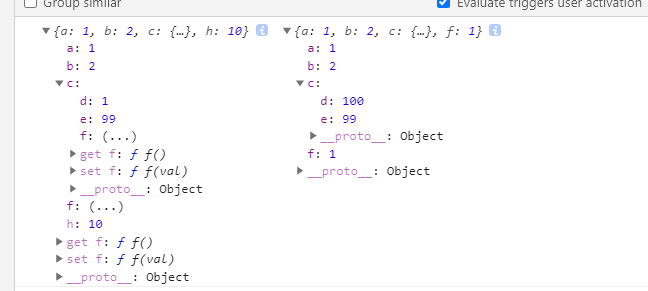 Group similar
Evaluate triggers user activation
▼{a: 1, b: 2, c: {…}, h: 10} i
a: 1
b: 2
▼c:
d: 1
e: 99
f: (...)
▶get f: ƒ ƒ()
▶set f: ƒ ƒ(val)
▶__proto__: Object
f: (...)
h: 10
▶get f: ƒ ƒ()
▶set f: ƒ ƒ(val)
▶__proto__: Object
▼{a: 1, b: 2, c: {…}, f: 1} i
a: 1
b: 2
▼c:
d: 100
e: 99
▶__proto__: Object
f: 1
▶__proto__: Object